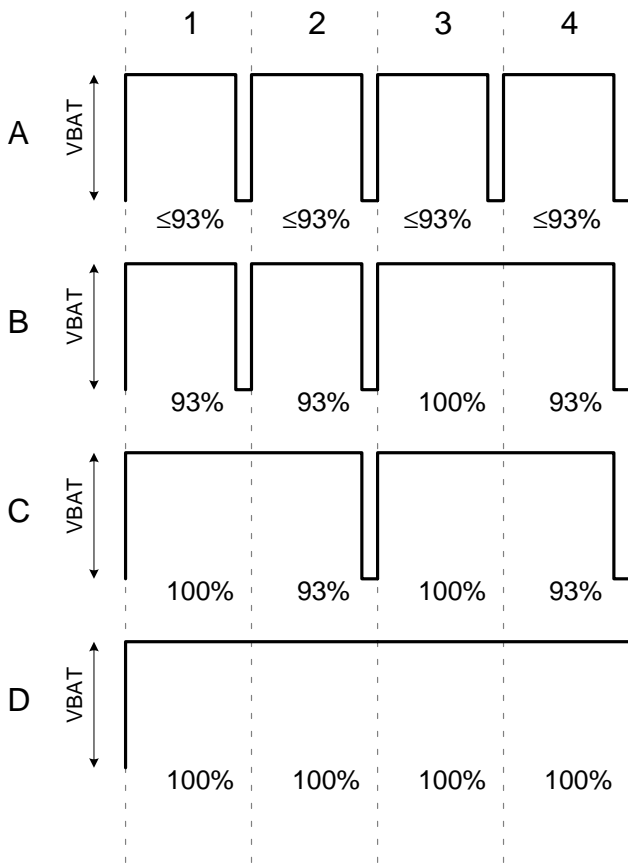 1 2 3 4
A VBAT
≤93% ≤93% ≤93% ≤93%
B VBAT
93% 93% 100% 93%
C VBAT
100% 93% 100% 93%
D VBAT
100% 100% 100% 100%